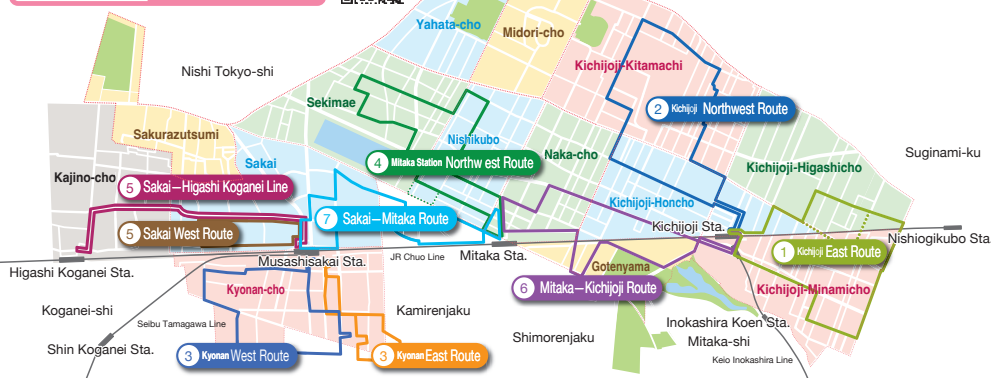 Yahata-cho
Midori-cho
Nishi Tokyo-shi
Kichijoji-Kitamachi
Sekimae
2 Kichijoji Northwest Route
Sakurazutsumi
Nishikubo
Sakai
4 Mitaka Station Northw est Route
Naka-cho
Kichijoji-Higashicho
Suginami-ku
Kajino-cho
5 Sakai－Higashi Koganei Line
Kichijoji-Honcho
7 Sakai－Mitaka Route
Kichijoji Sta.
5 Sakai West Route
Nishiogikubo Sta.
1 Kichijoji East Route
Musashisakai Sta.
JR Chuo Line
Mitaka Sta.
Gotenyama
Higashi Koganei Sta.
Kyonan-cho
6 Mitaka－Kichijoji Route
Kichijoji-Minamicho
Koganei-shi
Kamirenjaku
Seibu Tamagawa Line
Inokashira Koen Sta.
Shimorenjaku
Mitaka-shi
Shin Koganei Sta.
3 Kyonan West Route
3 Kyonan East Route
Keio Inokashira Line